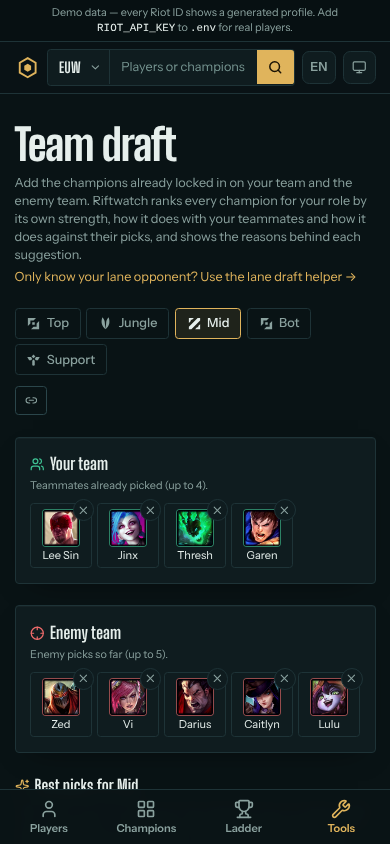 Demo data — every Riot ID shows a generated profile. Add
RIOT_API_KEY to .env for real players.
EUW
Players or champions
EN
Team draft
Add the champions already locked in on your team and the
enemy team. Riftwatch ranks every champion for your role by
its own strength, how it does with your teammates and how it
does against their picks, and shows the reasons behind each
suggestion.
Only know your lane opponent? Use the lane draft helper →
Top Jungle Mid Bot
Support
Your team
Teammates already picked (up to 4).
Lee Sin Jinx Thresh Garen
Enemy team
Enemy picks so far (up to 5).
Zed Vi Darius Caitlyn Lulu
Best picks for Mid
Players Champions Ladder Tools